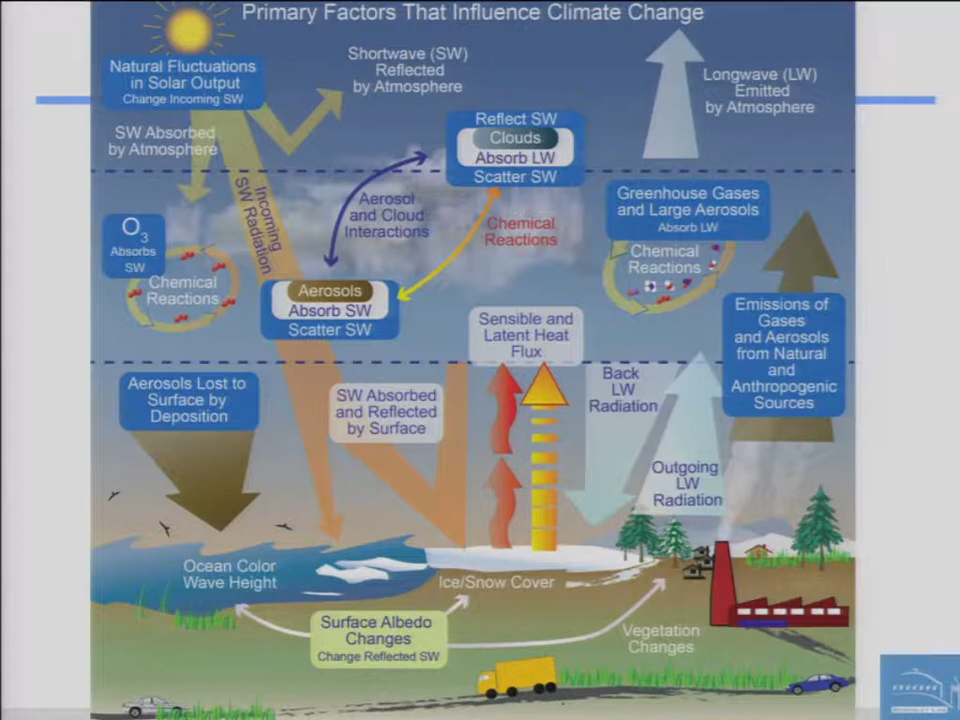 Primary Factors That Influence Climate Change
Natural Fluctuations
in Solar Output
Change Incoming SW
Shortwave (SW)
Reflected
by Atmosphere
Longwave (LW)
Emitted
by Atmosphere
SW Absorbed
by Atmosphere
Reflect SW
Clouds
Absorb LW
Scatter SW
Incoming
SW Radiation
Aerosol
and Cloud
Interactions
Chemical
Reactions
Greenhouse Gases
and Large Aerosols
Absorb LW
Chemical
Reactions
O3
Absorbs
SW
Chemical
Reactions
Aerosols
Absorb SW
Scatter SW
Sensible and
Latent Heat
Flux
Emissions of
Gases
and Aerosols
from Natural
and
Anthropogenic
Sources
Aerosols Lost to
Surface by
Deposition
SW Absorbed
and Reflected
by Surface
Back
LW
Radiation
Outgoing
LW
Radiation
Ocean Color
Wave Height
Ice/Snow Cover
Surface Albedo
Changes
Change Reflected SW
Vegetation
Changes